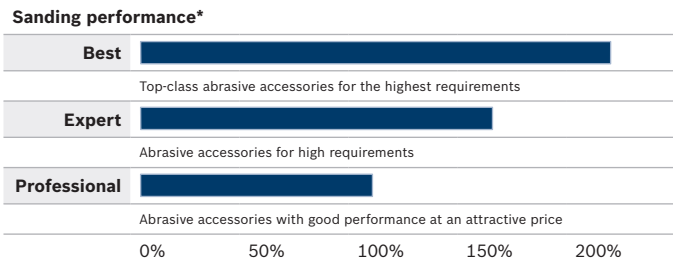 Sanding performance*
Best
Top-class abrasive accessories for the highest requirements
Expert
Abrasive accessories for high requirements
Professional
Abrasive accessories with good performance at an attractive price
0% 50% 100% 150% 200%